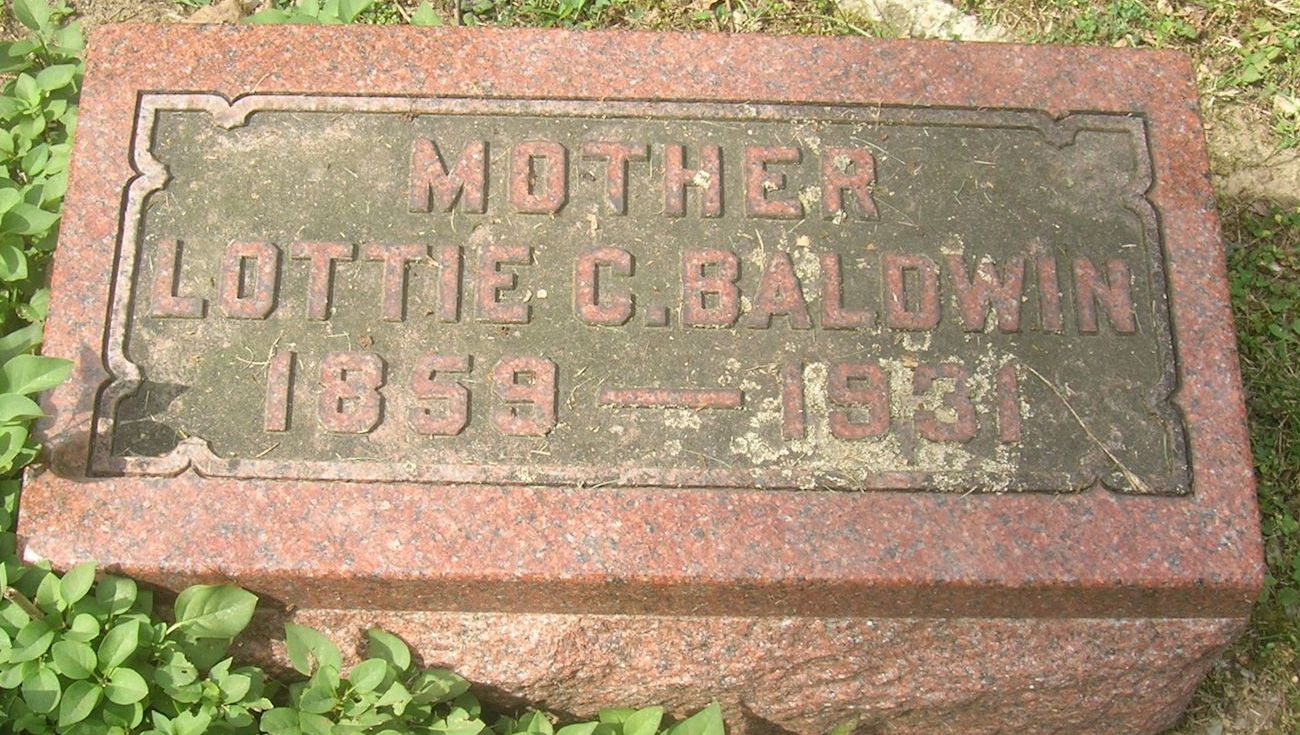 MOTHER
LOTTIE C. BALDWIN
1859 — 1931